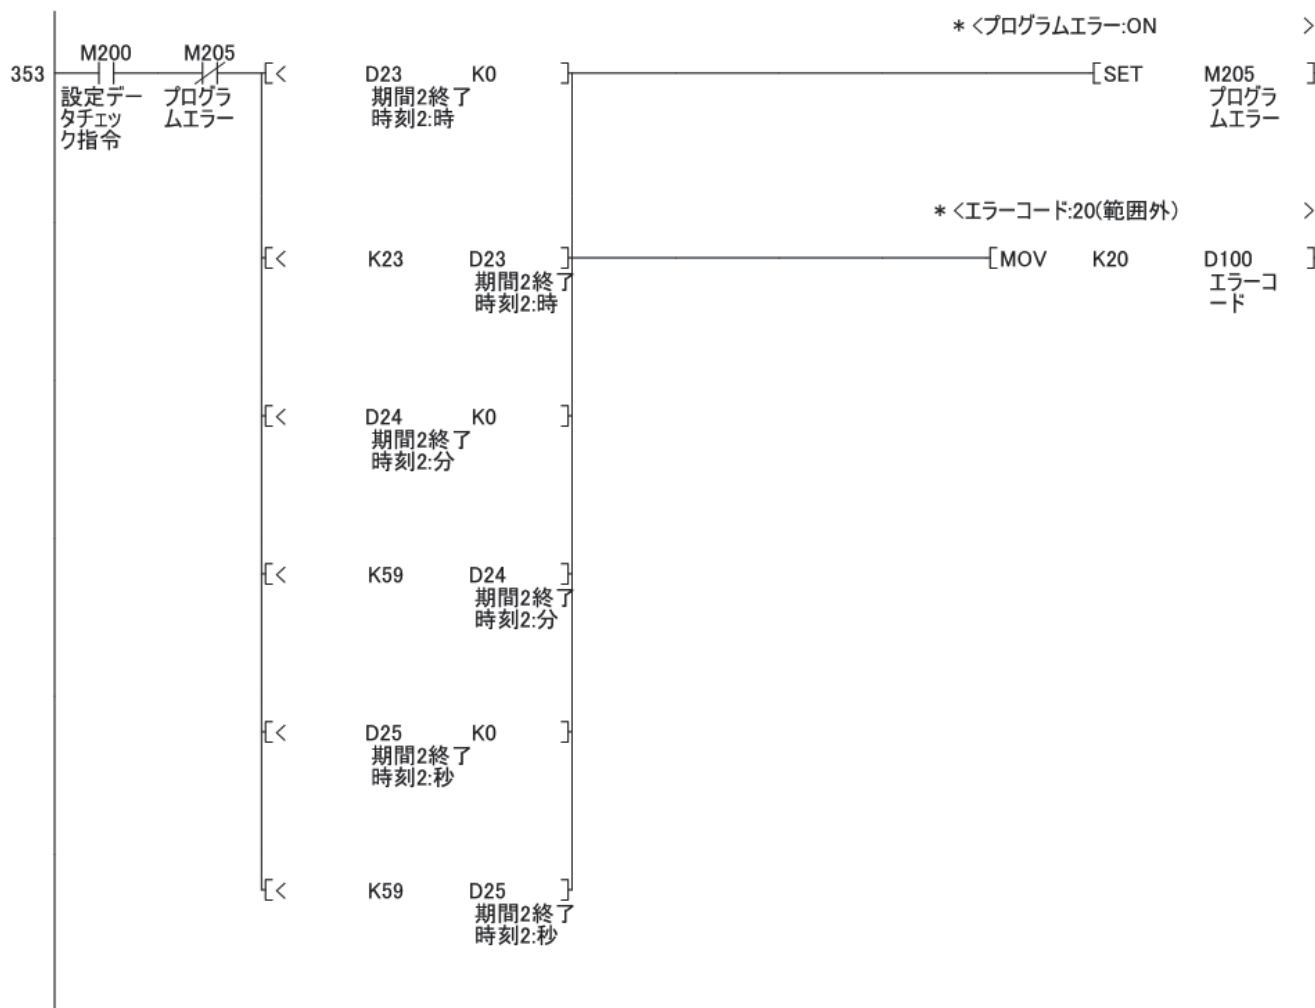 * <プログラムエラー:ON >
M200 M205
353 [< D23 K0 ] [SET M205 ]
設定デー プログラ 期間2終了 プログラ
タチェッ ムエラー 時刻2:時 ムエラー
ク指令
* <エラーコード:20(範囲外) >
[< K23 D23 ] [MOV K20 D100 ]
期間2終了 エラーコ
時刻2:時 ード
[< D24 K0 ]
期間2終了
時刻2:分
[< K59 D24 ]
期間2終了
時刻2:分
[< D25 K0 ]
期間2終了
時刻2:秒
[< K59 D25 ]
期間2終了
時刻2:秒